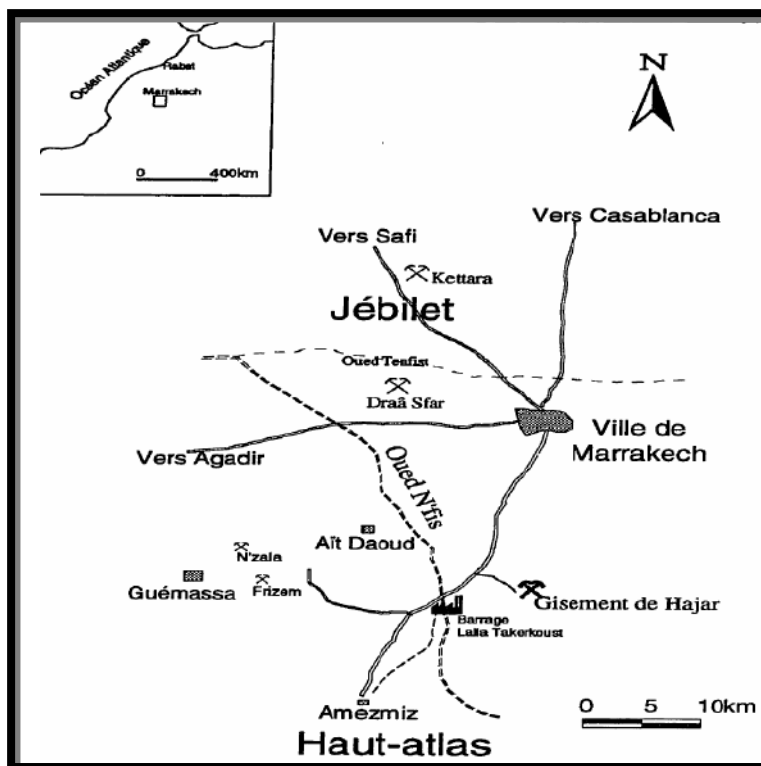 Océan Atlantique
Rabat
Marrakech
0 400km
N
Vers Casablanca
Vers Safi
Kettara
Jébilet
Oued Tenfist
Draâ Sfar
Ville de
Marrakech
Vers Agadir
Oued N'fis
Aït Daoud
N'zala
Guémassa
Frizem
Gisement de Hajar
Barrage
Lalla Takerkoust
Amezmiz
0 5 10km
Haut-atlas